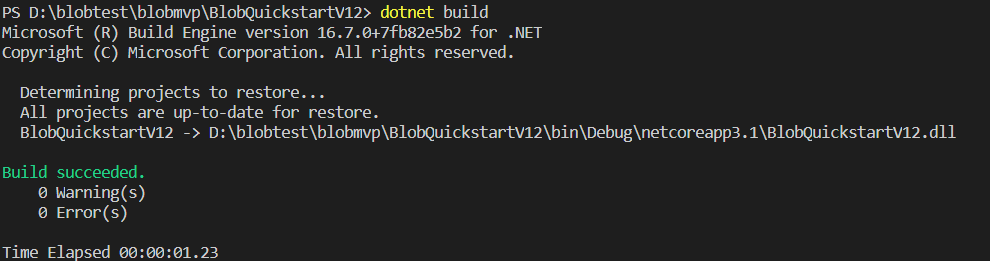 PS D:\blobtest\blobmvp\BlobQuickstartV12> dotnet build
Microsoft (R) Build Engine version 16.7.0+7fb82e5b2 for .NET
Copyright (C) Microsoft Corporation. All rights reserved.
Determining projects to restore...
All projects are up-to-date for restore.
BlobQuickstartV12 -> D:\blobtest\blobmvp\BlobQuickstartV12\bin\Debug\netcoreapp3.1\BlobQuickstartV12.dll
Build succeeded.
0 Warning(s)
0 Error(s)
Time Elapsed 00:00:01.23